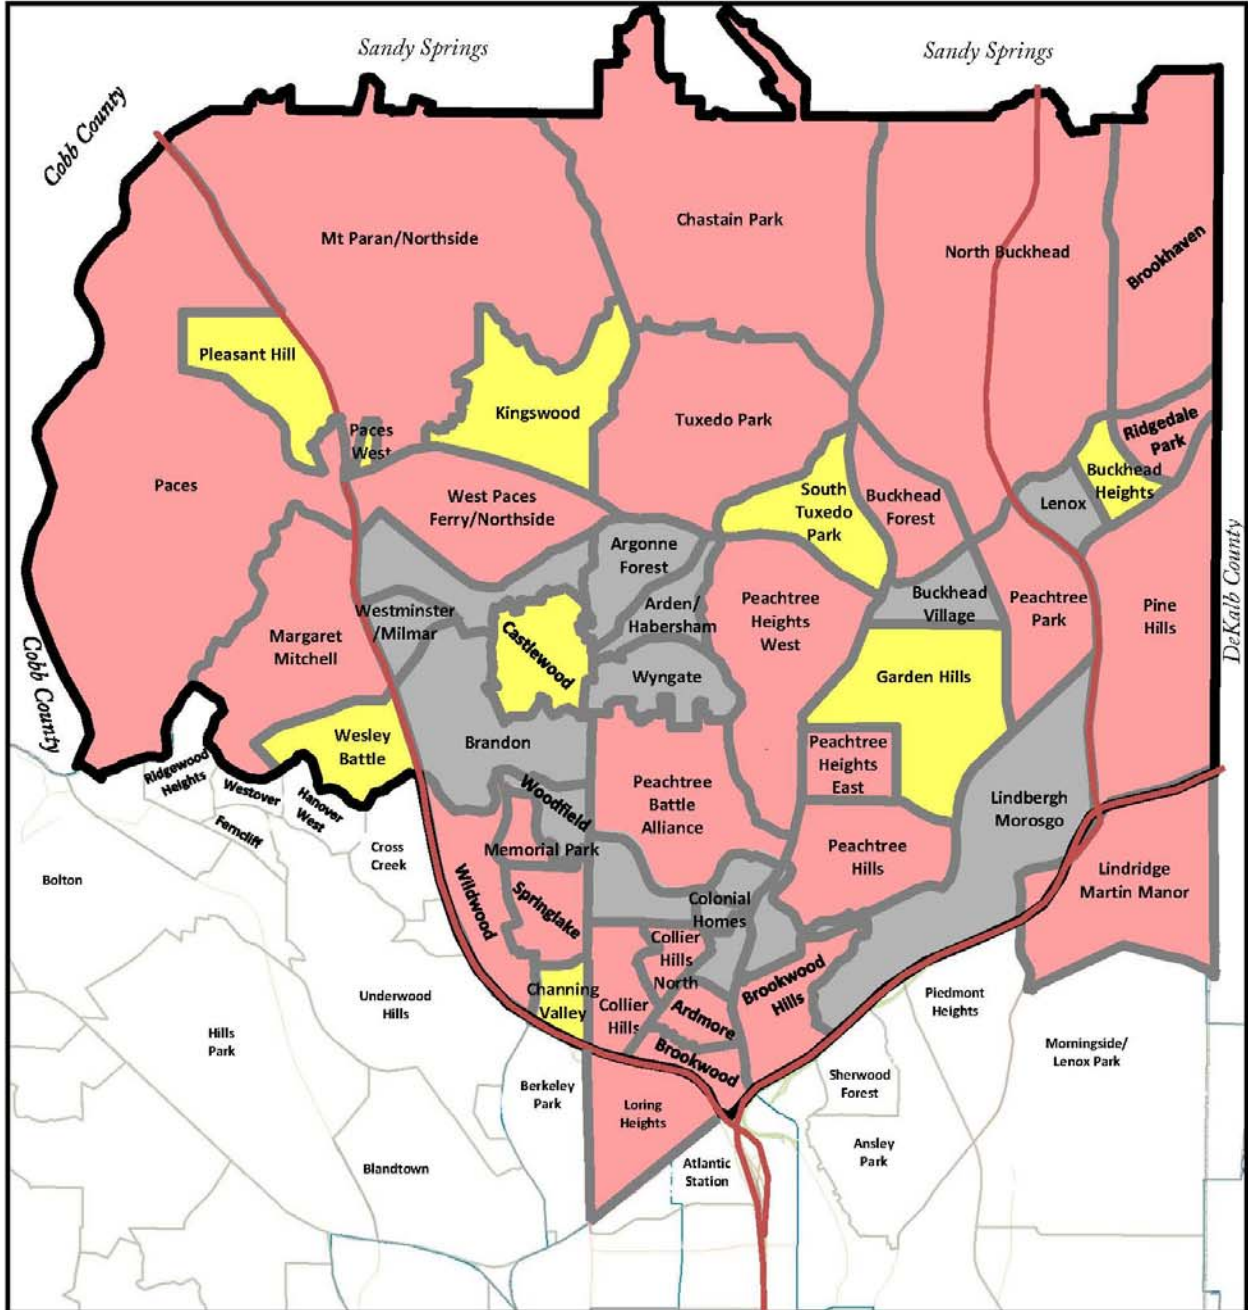 Sandy Springs
Sandy Springs
Cobb County
Chastain Park
Mt Paran/Northside
North Buckhead
Brookhaven
Pleasant Hill
Kingswood
Tuxedo Park
Paces
West
Ridgedale
Park
Buckhead
Heights
Paces
West Paces
Ferry/Northside
South
Tuxedo
Park
Buckhead
Forest
Lenox
Argonne
Forest
DeKalb County
Westminster
/Milmar
Arden/
Habersham
Peachtree
Heights
West
Buckhead
Village
Peachtree
Park
Pine
Hills
Margaret
Mitchell
Castlewood
Wyngate
Garden Hills
Cobb County
Wesley
Battle
Brandon
Peachtree
Heights
East
Ridgewood
Heights
Westover
Hanover
West
Ferncliff
Woodfield
Peachtree
Battle
Alliance
Lindbergh
Morosgo
Cross
Creek
Memorial Park
Peachtree
Hills
Lindridge
Martin Manor
Bolton
Wildwood
Springlake
Colonial
Homes
Collier
Hills
North
Brookwood
Hills
Channing
Valley
Collier
Hills
Ardmore
Brookwood
Underwood
Hills
Piedmont
Heights
Hills
Park
Morningside/
Lenox Park
Berkeley
Park
Loring
Heights
Sherwood
Forest
Ansley
Park
Blandtown
Atlantic
Station